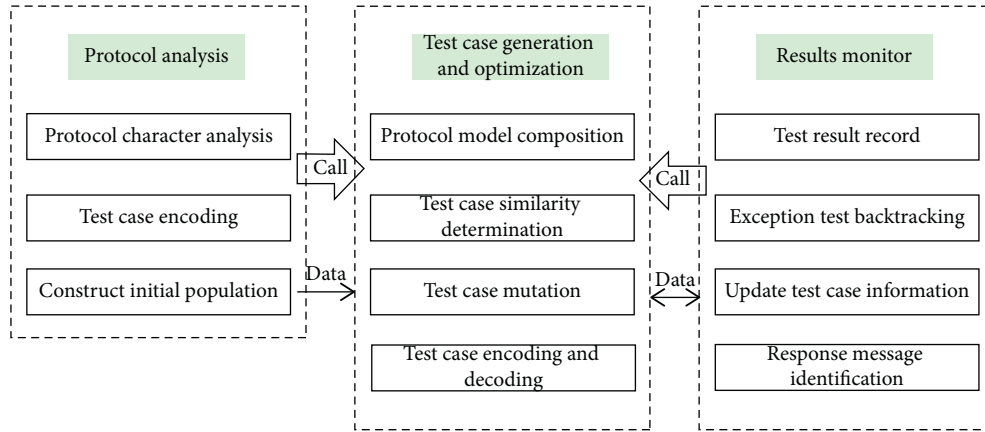 Protocol analysis
Protocol character analysis
Test case encoding
Construct initial population
Call
Data
Test case generation
and optimization
Protocol model composition
Test case similarity
determination
Test case mutation
Test case encoding and
decoding
Call
Data
Results monitor
Test result record
Exception test backtracking
Update test case information
Response message
identification